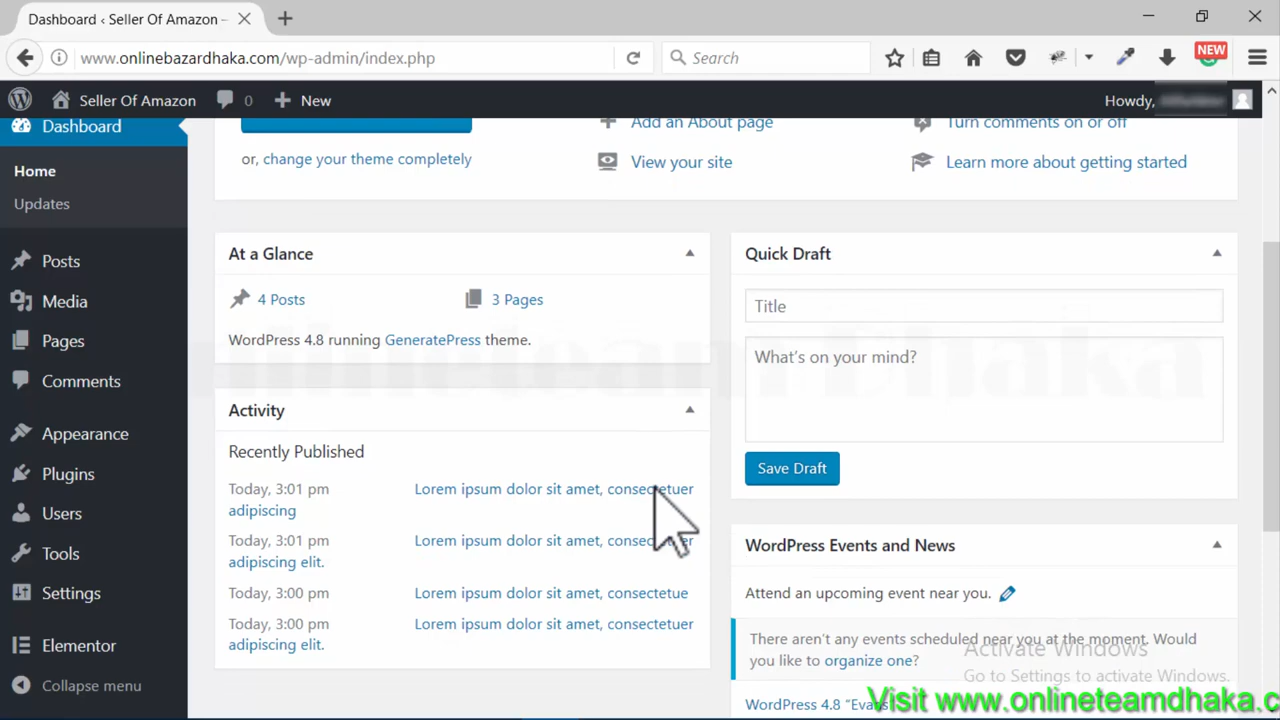 Dashboard ‹ Seller Of Amazon –
www.onlinebazardhaka.com/wp-admin/index.php
Search
NEW
Seller Of Amazon
0
New
Howdy,
Dashboard
Home
Updates
Posts
Media
Pages
Comments
Appearance
Plugins
Users
Tools
Settings
Elementor
Collapse menu
or, change your theme completely
Add an About page
View your site
Turn comments on or off
Learn more about getting started
At a Glance
4 Posts
3 Pages
WordPress 4.8 running GeneratePress theme.
Activity
Recently Published
Today, 3:01 pm Lorem ipsum dolor sit amet, consectetuer
adipiscing
Today, 3:01 pm Lorem ipsum dolor sit amet, consectetuer
adipiscing elit.
Today, 3:00 pm Lorem ipsum dolor sit amet, consectetue
Today, 3:00 pm Lorem ipsum dolor sit amet, consectetuer
adipiscing elit.
Quick Draft
Title
What's on your mind?
Save Draft
WordPress Events and News
Attend an upcoming event near you.
There aren't any events scheduled near you at the moment. Would
you like to organize one?
WordPress 4.8 "Evans
Activate Windows
Go to Settings to activate Windows.
Visit www.onlineteamdhaka.c
nlineteam Dhaka